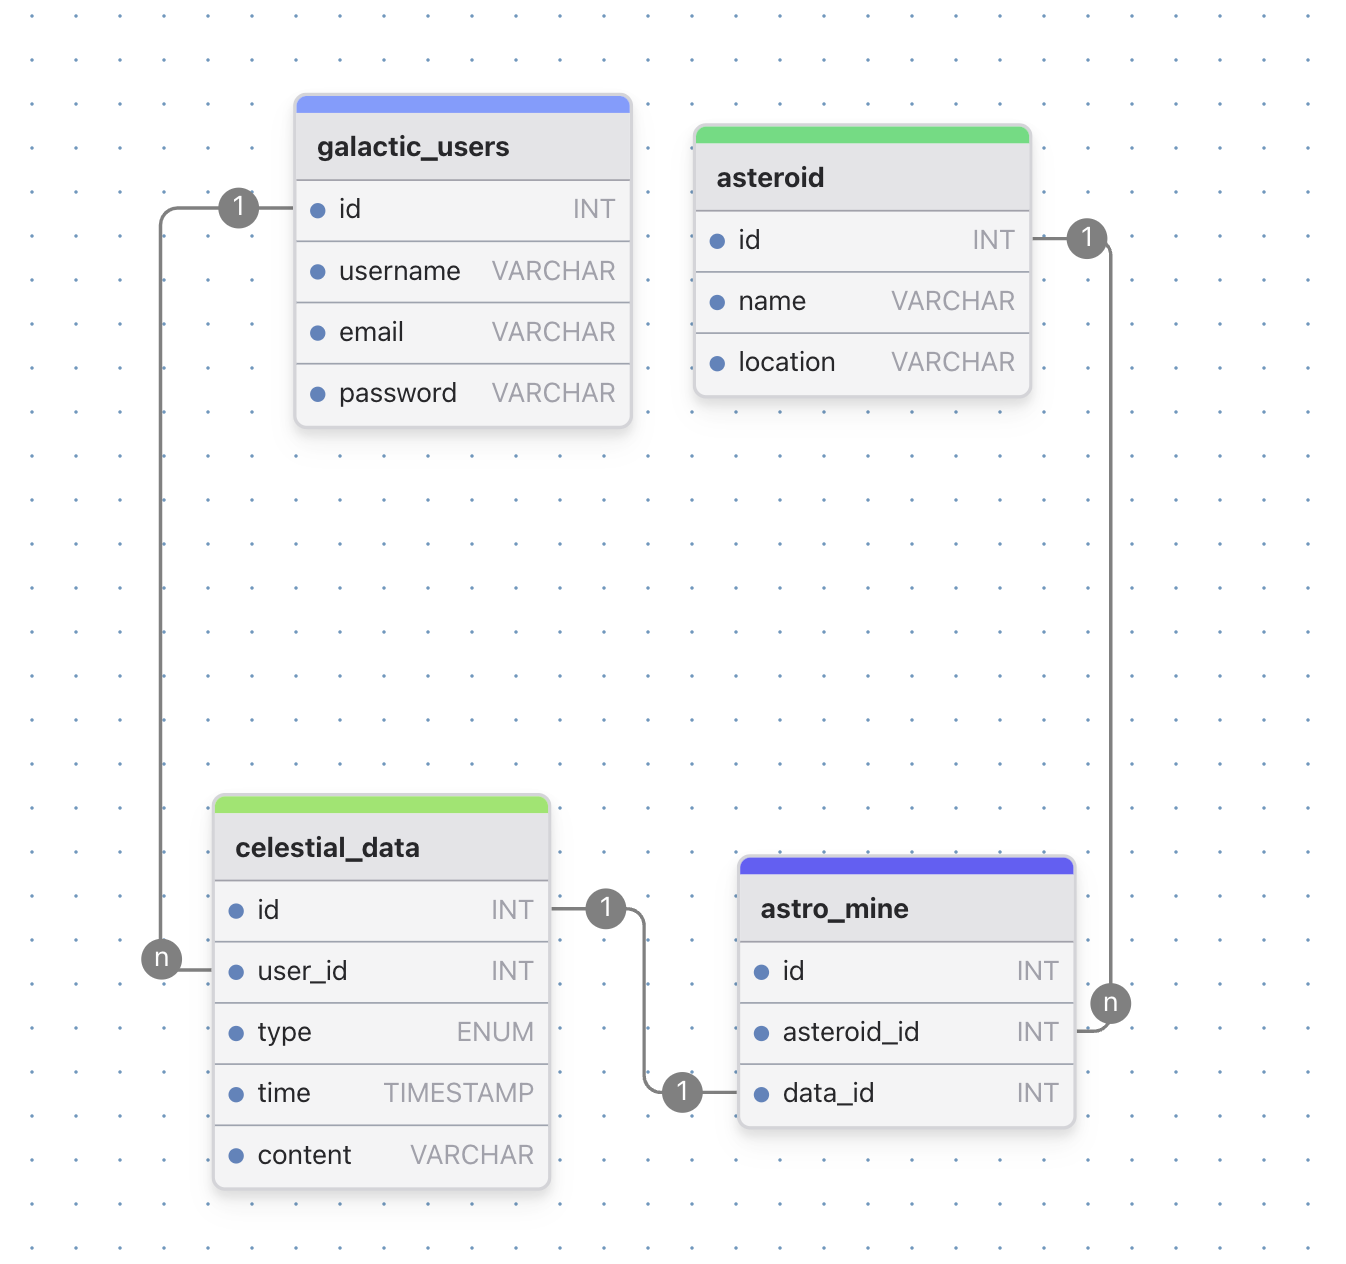 galactic_users
1
id INT
username VARCHAR
email VARCHAR
password VARCHAR
asteroid
id INT
1
name VARCHAR
location VARCHAR
celestial_data
id INT
1
n
user_id INT
type ENUM
time TIMESTAMP
content VARCHAR
astro_mine
id INT
asteroid_id INT
n
1
data_id INT